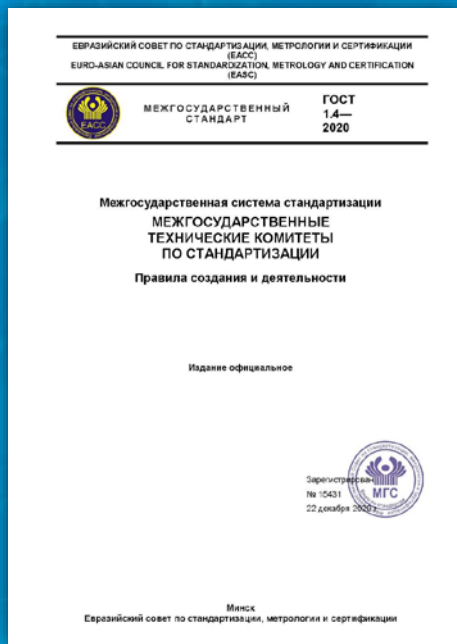 ЕВРАЗИЙСКИЙ СОВЕТ ПО СТАНДАРТИЗАЦИИ, МЕТРОЛОГИИ И СЕРТИФИКАЦИИ
(ЕАСС)
EURO-ASIAN COUNCIL FOR STANDARDIZATION, METROLOGY AND CERTIFICATION
(EASC)
ЕАСС
МЕЖГОСУДАРСТВЕННЫЙ
СТАНДАРТ
ГОСТ
1.4—
2020
Межгосударственная система стандартизации
МЕЖГОСУДАРСТВЕННЫЕ
ТЕХНИЧЕСКИЕ КОМИТЕТЫ
ПО СТАНДАРТИЗАЦИИ
Правила создания и деятельности
Издание официальное
Зарегистрирован
№ 15431
22 декабря 2020 г.
МГС
Минск
Евразийский совет по стандартизации, метрологии и сертификации